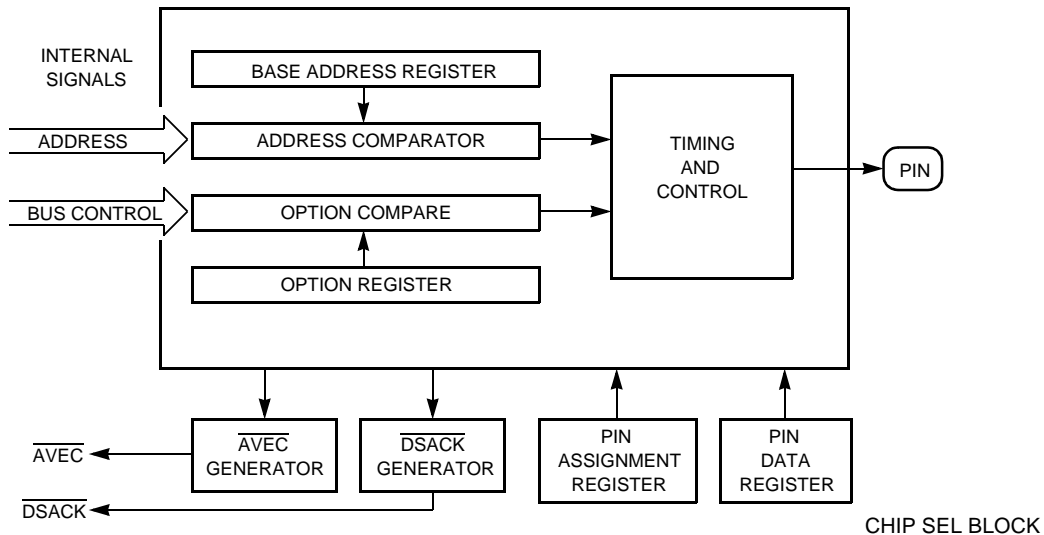 INTERNAL
SIGNALS
BASE ADDRESS REGISTER
ADDRESS
ADDRESS COMPARATOR
TIMING
AND
CONTROL
PIN
BUS CONTROL
OPTION COMPARE
OPTION REGISTER
AVEC
AVEC
GENERATOR
DSACK
GENERATOR
PIN
ASSIGNMENT
REGISTER
PIN
DATA
REGISTER
DSACK
CHIP SEL BLOCK